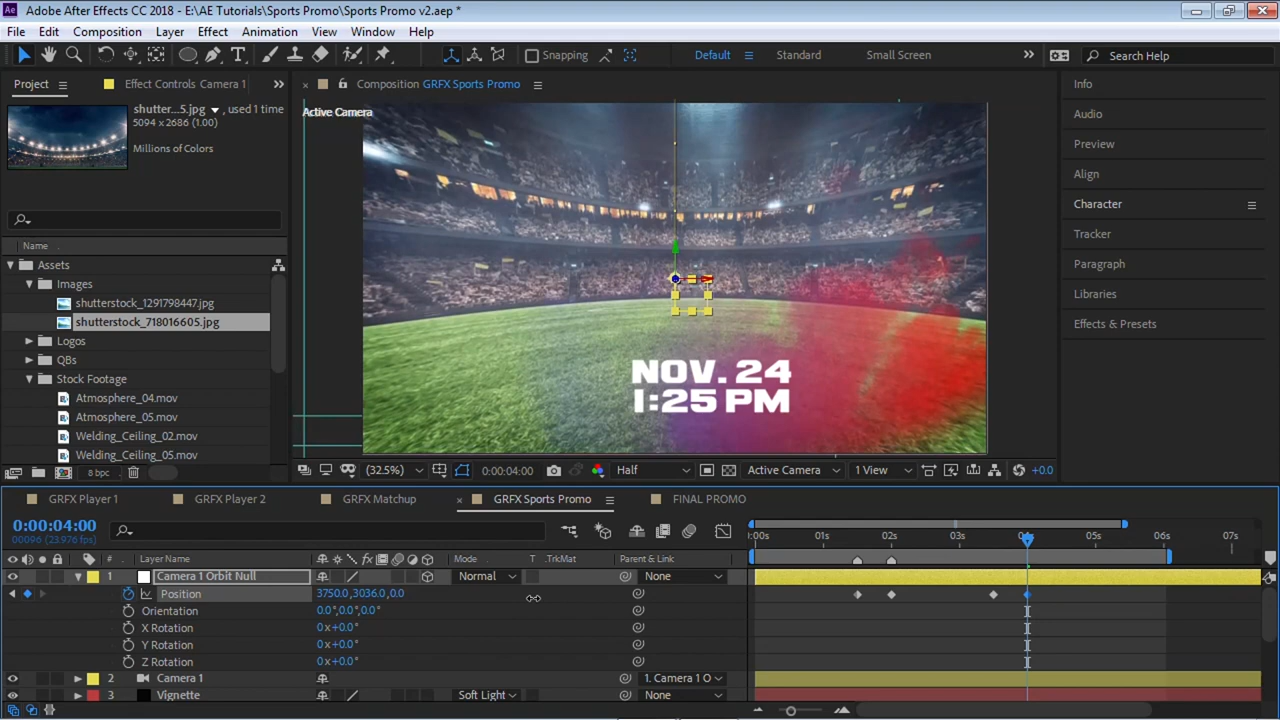 Adobe After Effects CC 2018 - E:\AE Tutorials\Sports Promo\Sports Promo v2.aep *
File Edit Composition Layer Effect Animation View Window Help
Snapping Default Standard Small Screen Search Help
Project Effect Controls Camera 1 Composition GRFX Sports Promo Info
shutter...5.jpg , used 1 time
5094 x 2686 (1.00)
Millions of Colors
Active Camera
Audio
Preview
Align
Character
Tracker
Paragraph
Libraries
Effects & Presets
Name
Assets
Images
shutterstock_1291798447.jpg
shutterstock_718016605.jpg
Logos
QBs
Stock Footage
Atmosphere_04.mov
Atmosphere_05.mov
Welding_Ceiling_02.mov
Welding_Ceiling_05.mov
NOV. 24
1:25 PM
8 bpc (32.5%) 0:00:04:00 Half Active Camera 1 View +0.0
GRFX Player 1 GRFX Player 2 GRFX Matchup GRFX Sports Promo FINAL PROMO
0:00:04:00
00096 (23.976 fps)
:00s 01s 02s 03s 04s 05s 06s 07s
# Layer Name Mode T .TrkMat Parent & Link
1 Camera 1 Orbit Null Normal None
Position 3750.0,3036.0,0.0
Orientation 0.0°,0.0°,0.0°
X Rotation 0x+0.0°
Y Rotation 0x+0.0°
Z Rotation 0x+0.0°
2 Camera 1 1. Camera 1 O
3 Vignette Soft Light None